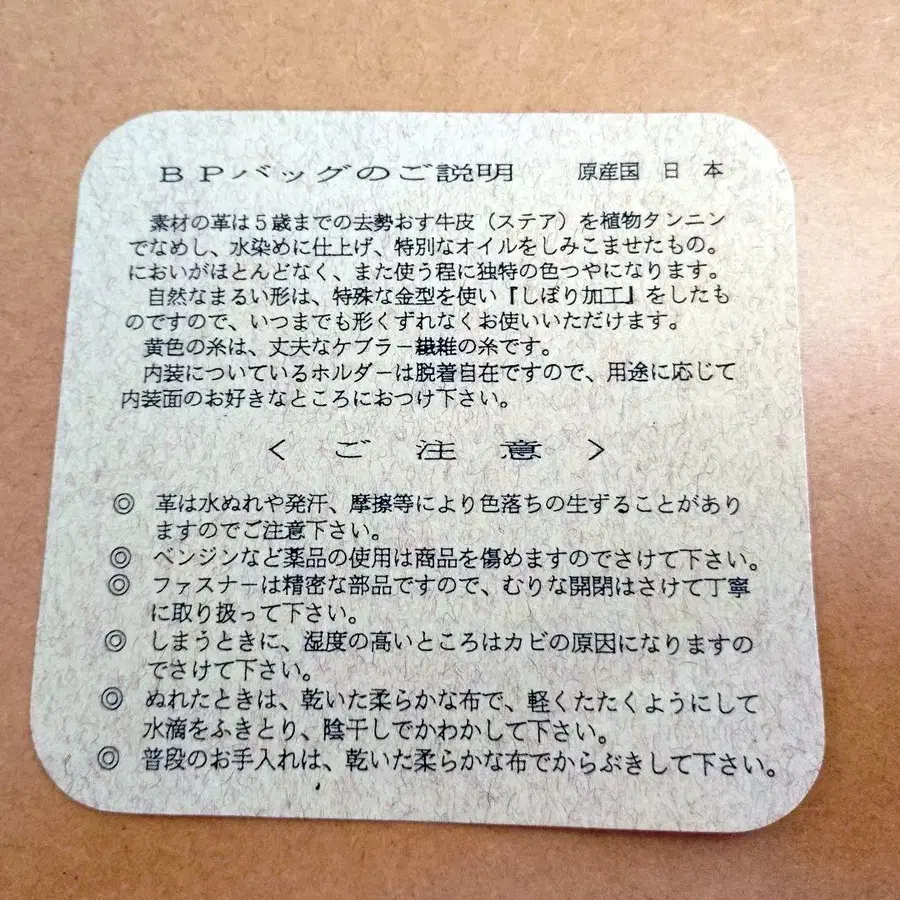 BPバッグのご説明　原産国　日　本
素材の革は5歳までの去勢おす牛皮（ステア）を植物タンニン
でなめし、水染めに仕上げ、特別なオイルをしみこませたもの。
においがほとんどなく、また使う程に独特の色つやになります。
自然なまるい形は、特殊な金型を使い『しぼり加工』をしたも
のですので、いつまでも形くずれなくお使いいただけます。
黄色の糸は、丈夫なケブラー繊維の糸です。
内装についているホルダーは脱着自在ですので、用途に応じて
内装面のお好きなところにおつけ下さい。
〈　ご　注　意　〉
◎　革は水ぬれや発汗、摩擦等により色落ちの生ずることがあり
ますのでご注意下さい。
◎　ベンジンなど薬品の使用は商品を傷めますのでさけて下さい。
◎　ファスナーは精密な部品ですので、むりな開閉はさけて丁寧
に取り扱って下さい。
◎　しまうときに、湿度の高いところはカビの原因になりますの
でさけて下さい。
◎　ぬれたときは、乾いた柔らかな布で、軽くたたくようにして
水滴をふきとり、陰干しでかわかして下さい。
◎　普段のお手入れは、乾いた柔らかな布でからぶきして下さい。